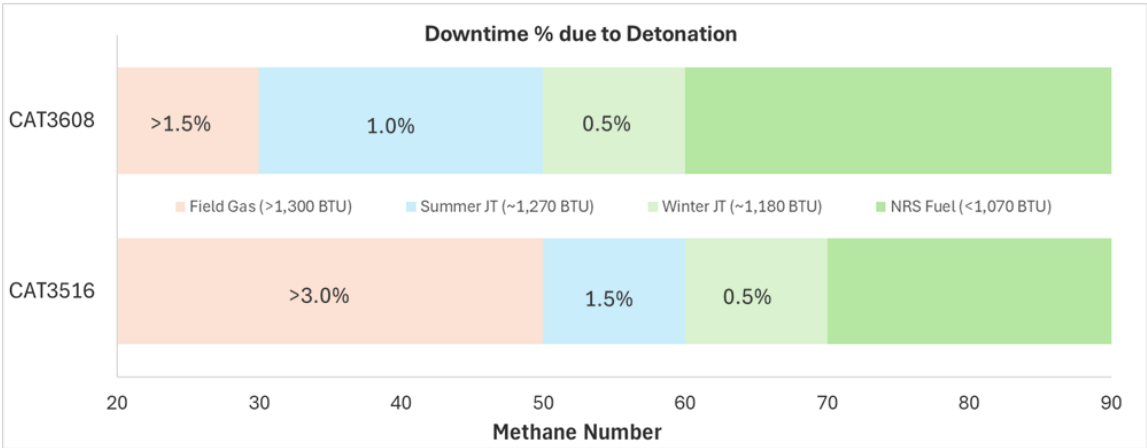 Downtime % due to Detonation
CAT3608
>1.5%
1.0%
0.5%
Field Gas (>1,300 BTU)
Summer JT (~1,270 BTU)
Winter JT (~1,180 BTU)
NRS Fuel (<1,070 BTU)
CAT3516
>3.0%
1.5%
0.5%
20 30 40 50 60 70 80 90
Methane Number